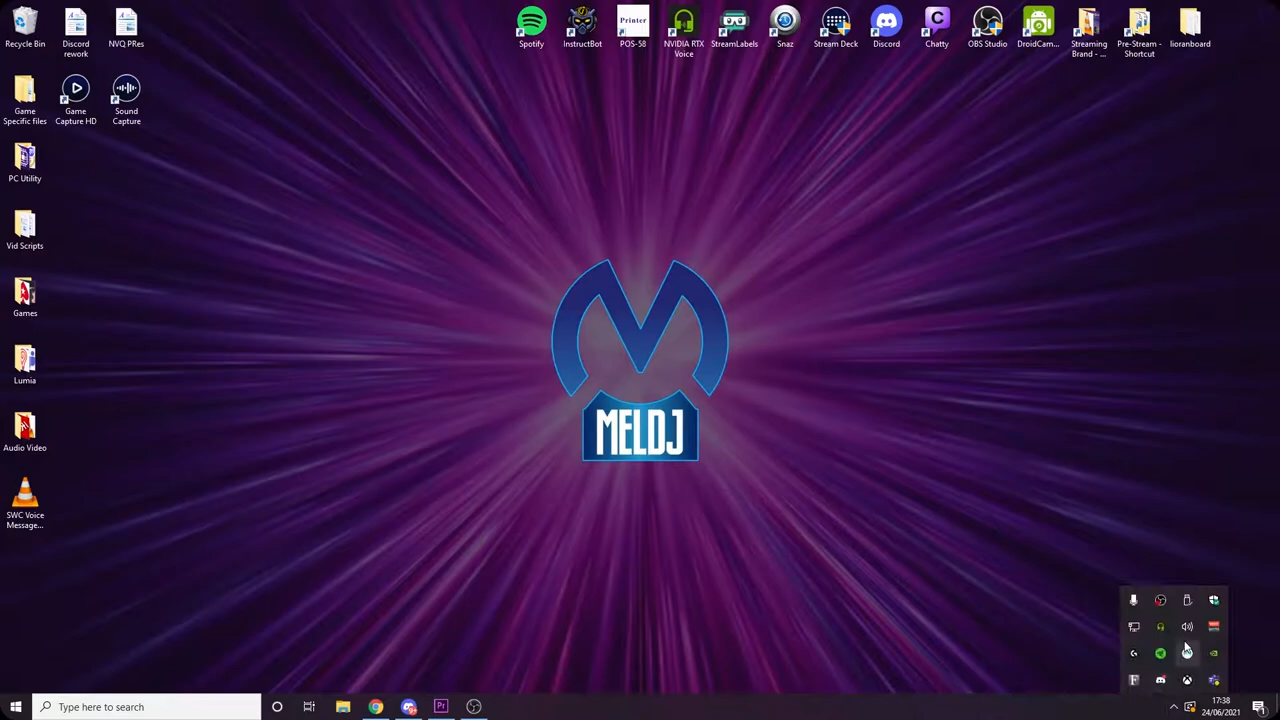 Recycle Bin
Discord
rework
NVQ PRes
Spotify
InstructBot
Printer
POS-58
NVIDIA RTX
Voice
StreamLabels
Snaz
Stream Deck
Discord
Chatty
OBS Studio
DroidCam...
Streaming
Brand - ...
Pre-Stream -
Shortcut
lioranboard
Game
Specific files
Game
Capture HD
Sound
Capture
PC Utility
Vid Scripts
Games
Lumia
Audio Video
SWC Voice
Message...
MELDJ
Type here to search
Pr
17:38
24/06/2021